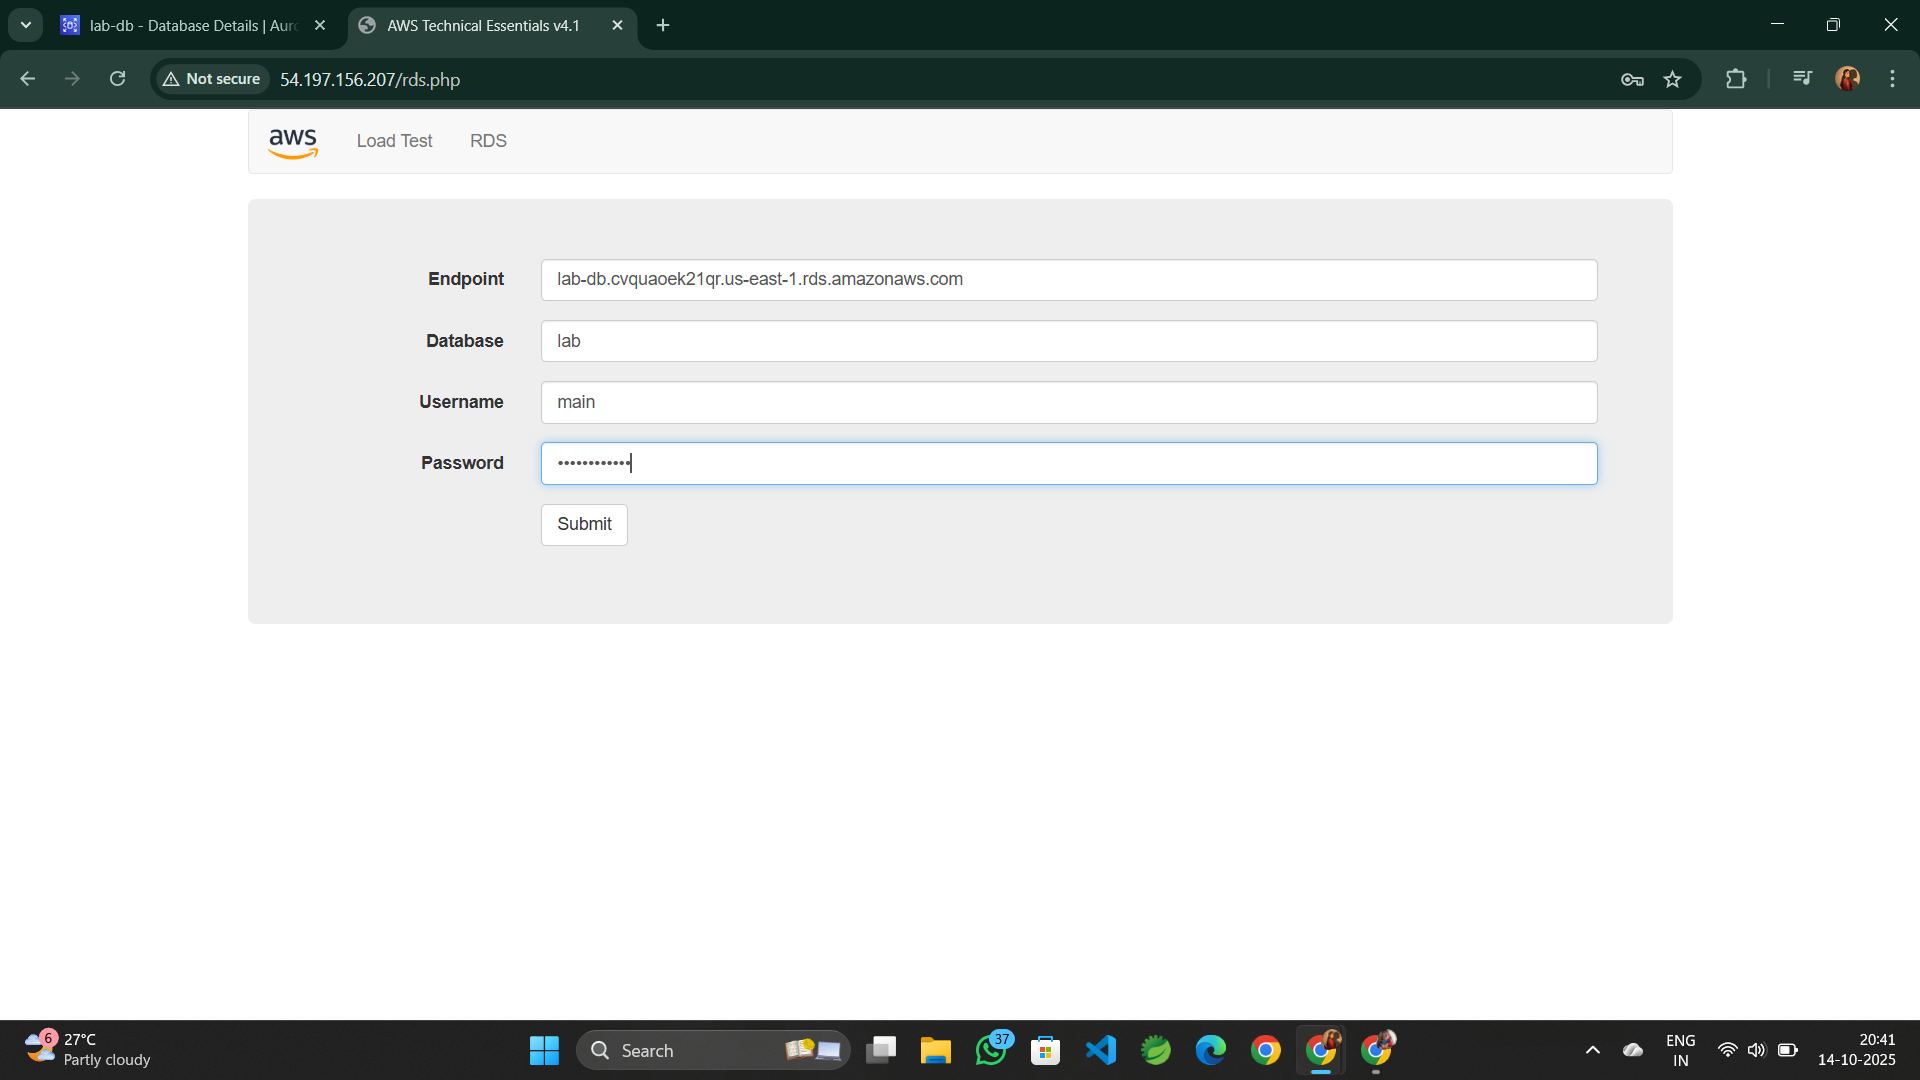 lab-db - Database Details | Auro
AWS Technical Essentials v4.1
Not secure
54.197.156.207/rds.php
aws
Load Test
RDS
Endpoint
lab-db.cvquaoek21qr.us-east-1.rds.amazonaws.com
Database
lab
Username
main
Password
••••••••••••
Submit
6
27°C
Partly cloudy
Search
37
ENG
IN
20:41
14-10-2025